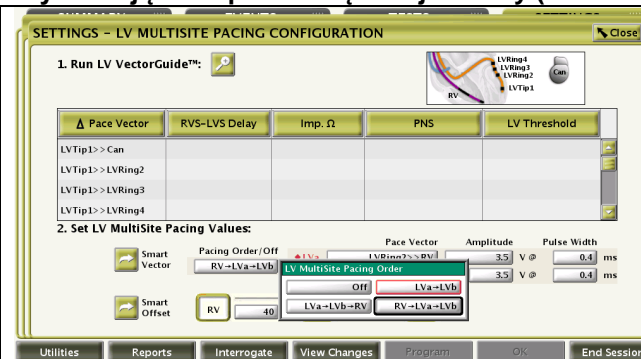 SETTINGS – LV MULTISITE PACING CONFIGURATION
Close
1. Run LV VectorGuide™:
LVRing4
LVRing3
LVRing2
LVTip1
RV
Can
Δ Pace Vector
RVS-LVS Delay
Imp. Ω
PNS
LV Threshold
LVTip1>>Can
LVTip1>>LVRing2
LVTip1>>LVRing3
LVTip1>>LVRing4
2. Set LV MultiSite Pacing Values:
Pace Vector Amplitude Pulse Width
Smart Vector
Pacing Order/Off
RV→LVa→LVb
LVa
LVRing2>>RV
3.5 V @ 0.4 ms
3.5 V @ 0.4 ms
LV MultiSite Pacing Order
Off
LVa→LVb
LVa→LVb→RV
RV→LVa→LVb
Smart Offset
RV
40
Utilities
Reports
Interrogate
View Changes
Program
OK
End Session